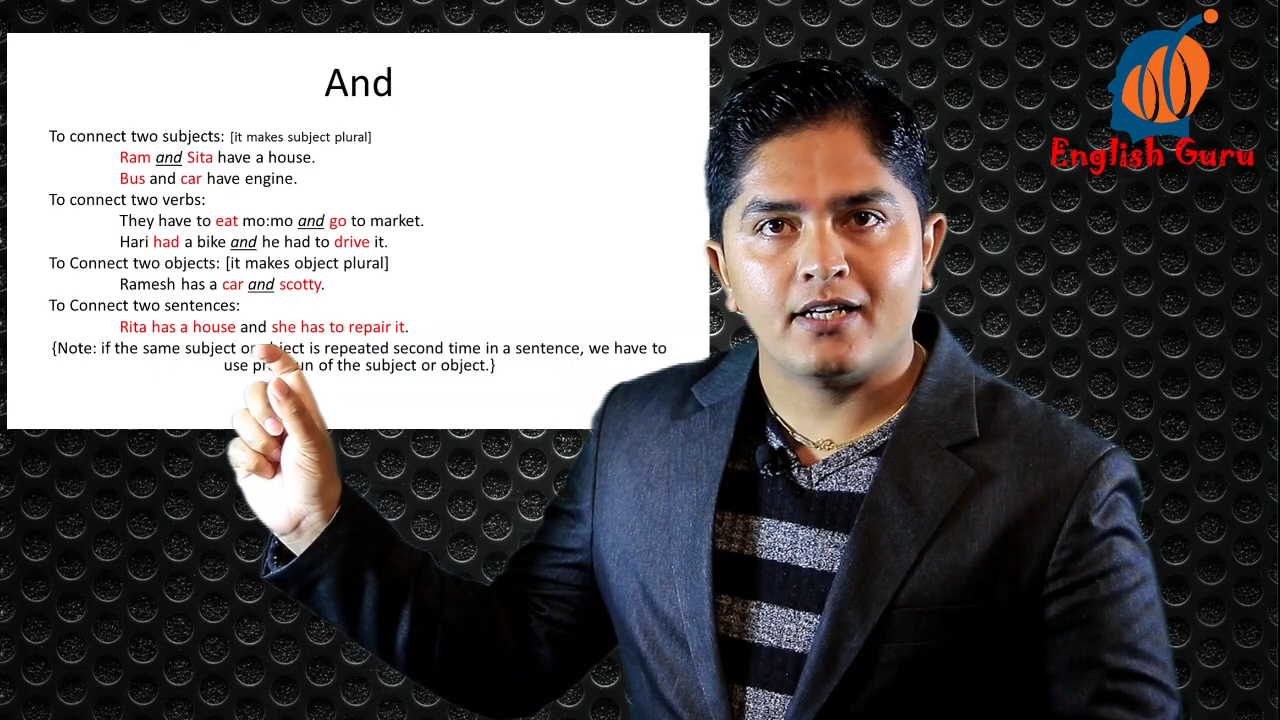 And
To connect two subjects: [it makes subject plural]
Ram and Sita have a house.
Bus and car have engine.
To connect two verbs:
They have to eat mo:mo and go to market.
Hari had a bike and he had to drive it.
To Connect two objects: [it makes object plural]
Ramesh has a car and scotty.
To Connect two sentences:
Rita has a house and she has to repair it.
{Note: if the same subject or object is repeated second time in a sentence, we have to
use pronoun of the subject or object.}
English Guru